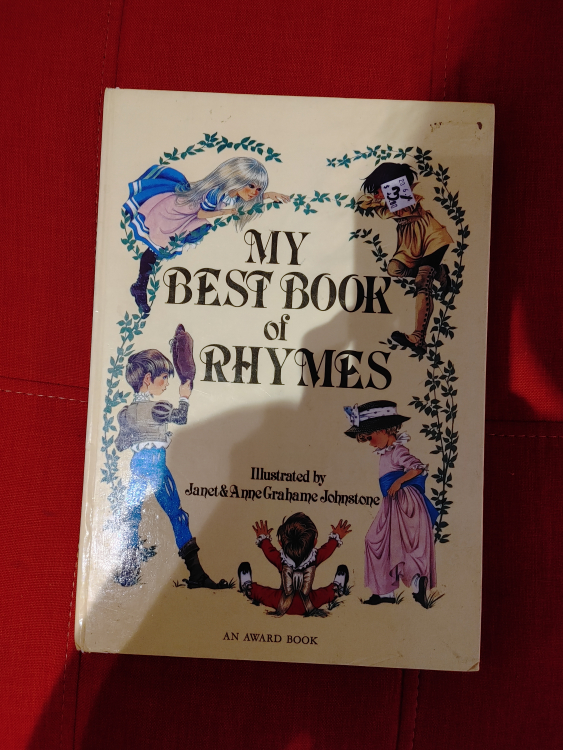 MY
BEST BOOK
of
RHYMES
Illustrated by
Janet & Anne Grahame Johnstone
AN AWARD BOOK